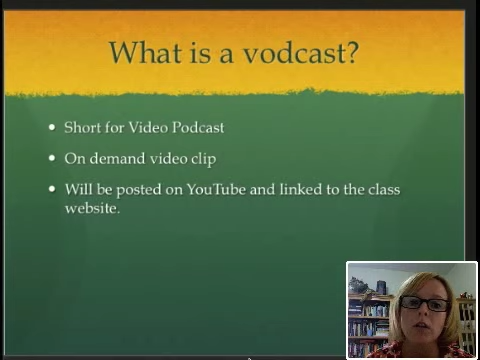 What is a vodcast?
Short for Video Podcast
On demand video clip
Will be posted on YouTube and linked to the class
website.